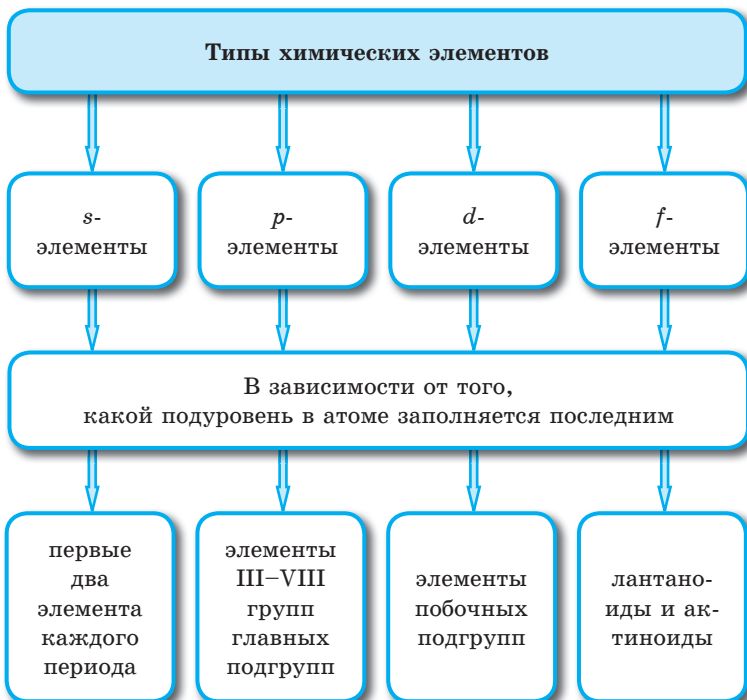 Типы химических элементов
s-
элементы
p-
элементы
d-
элементы
f-
элементы
В зависимости от того,
какой подуровень в атоме заполняется последним
первые
два
элемента
каждого
периода
элементы
III–VIII
групп
главных
подгрупп
элементы
побочных
подгрупп
лантано-
иды и ак-
тиноиды